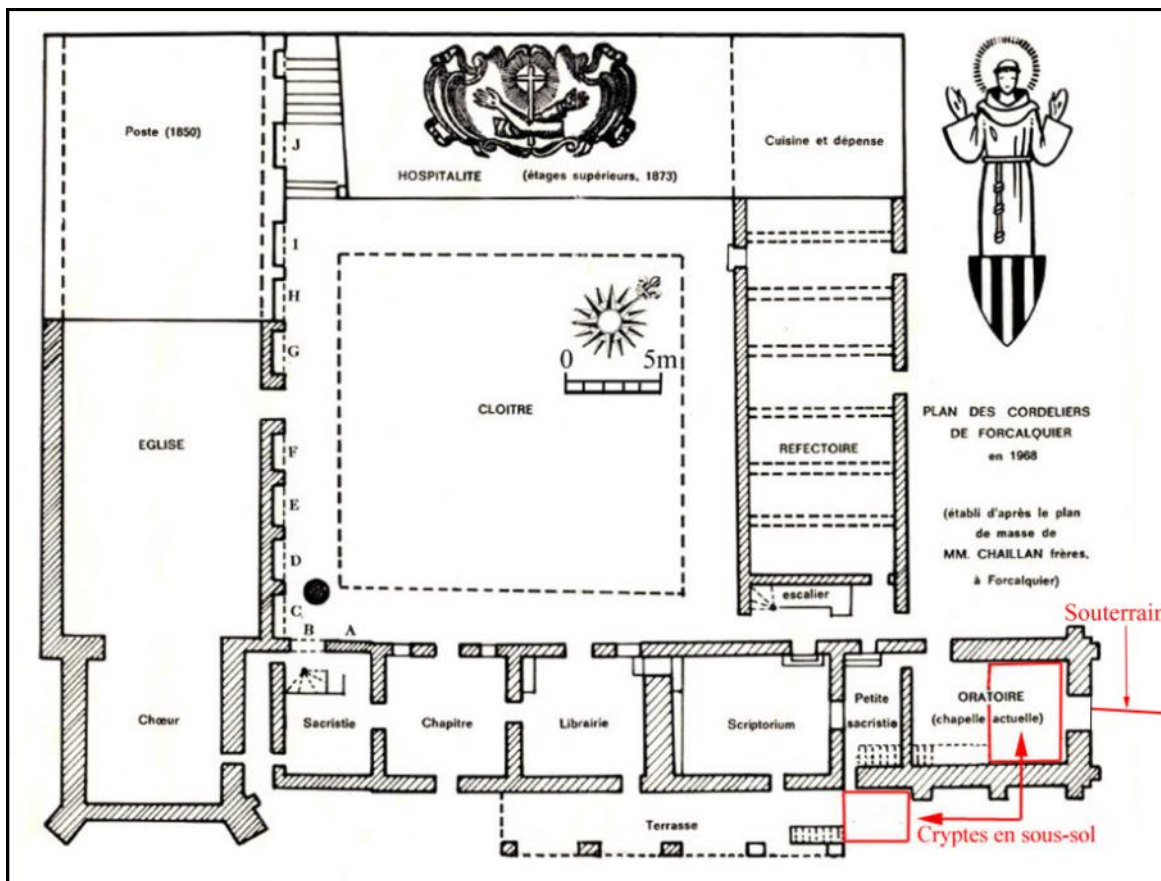 Poste (1850)
J
HOSPITALITE (étages supérieurs, 1873)
Cuisine et dépense
I
H
G
0 5m
CLOITRE
EGLISE
F
E
D
C
B A
REFECTOIRE
escalier
PLAN DES CORDELIERS
DE FORCALQUIER
en 1968
(établi d'après le plan
de masse de
MM. CHAILLAN frères,
à Forcalquier)
Souterrain
Chœur
Sacristie
Chapitre
Librairie
Scriptorium
Petite
sacristie
ORATOIRE
(chapelle actuelle)
Terrasse
Cryptes en sous-sol